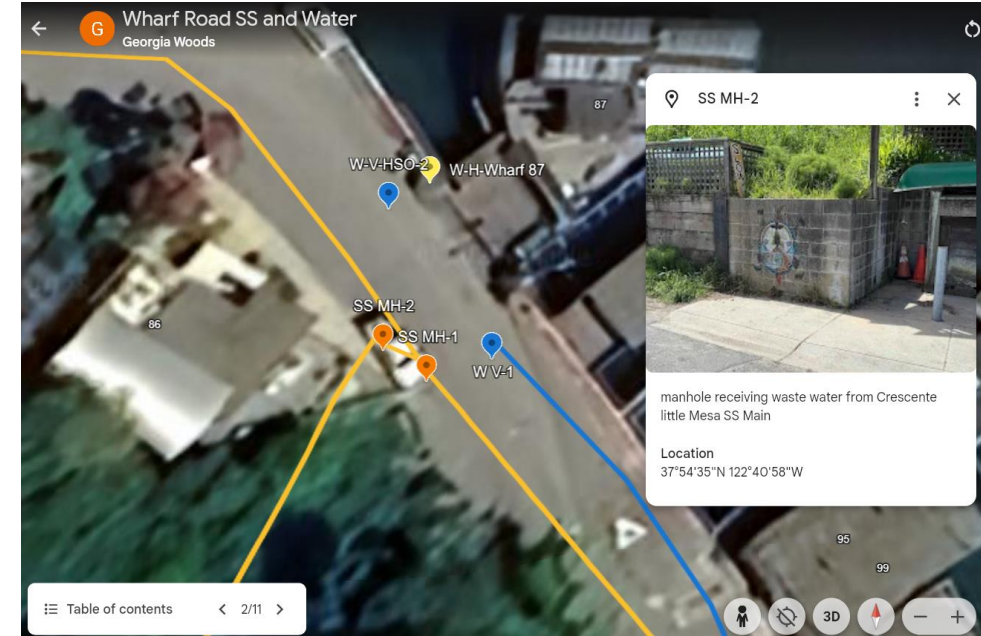 G
Wharf Road SS and Water
Georgia Woods
87
W-V-HSO-2
W-H-Wharf 87
SS MH-2
SS MH-1
W V-1
86
95
99
SS MH-2
manhole receiving waste water from Crescente
little Mesa SS Main
Location
37°54'35"N 122°40'58"W
Table of contents
2/11
3D